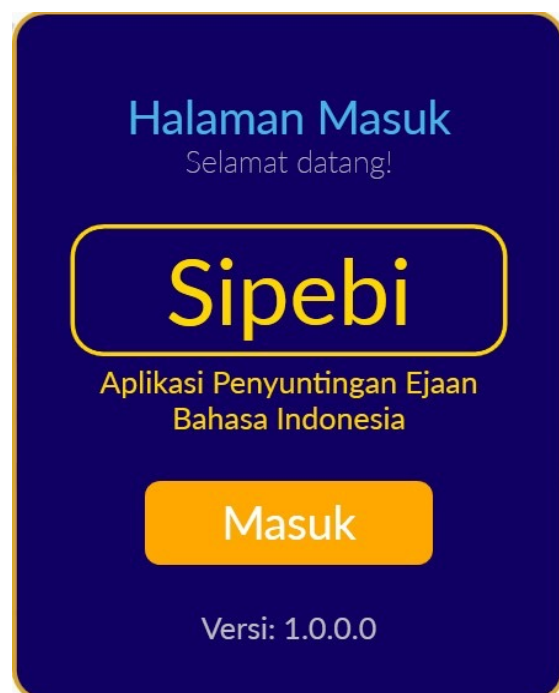 Halaman Masuk
Selamat datang!
Sipebi
Aplikasi Penyuntingan Ejaan
Bahasa Indonesia
Masuk
Versi: 1.0.0.0